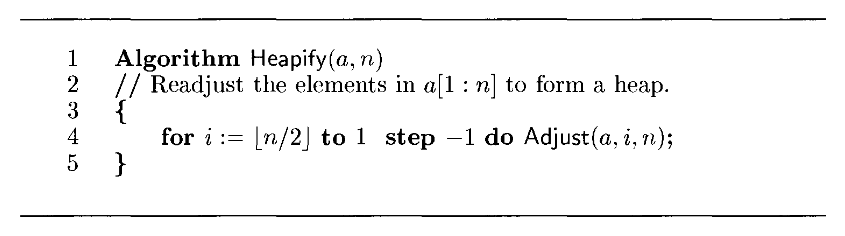 1 Algorithm Heapify(a, n)
2 // Readjust the elements in a[1 : n] to form a heap.
3 {
4 for i := ⌊n/2⌋ to 1 step −1 do Adjust(a, i, n);
5 }